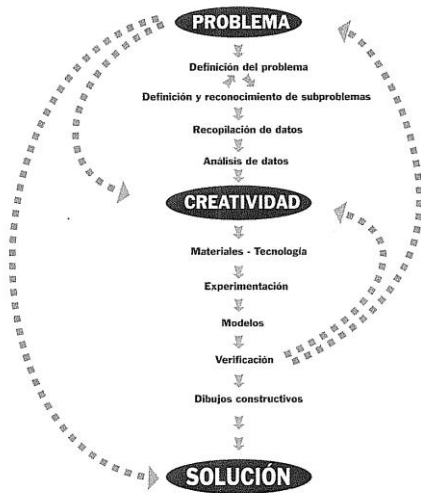 PROBLEMA
Definición del problema
Definición y reconocimiento de subproblemas
Recopilación de datos
Análisis de datos
CREATIVIDAD
Materiales - Tecnología
Experimentación
Modelos
Verificación
Dibujos constructivos
SOLUCIÓN